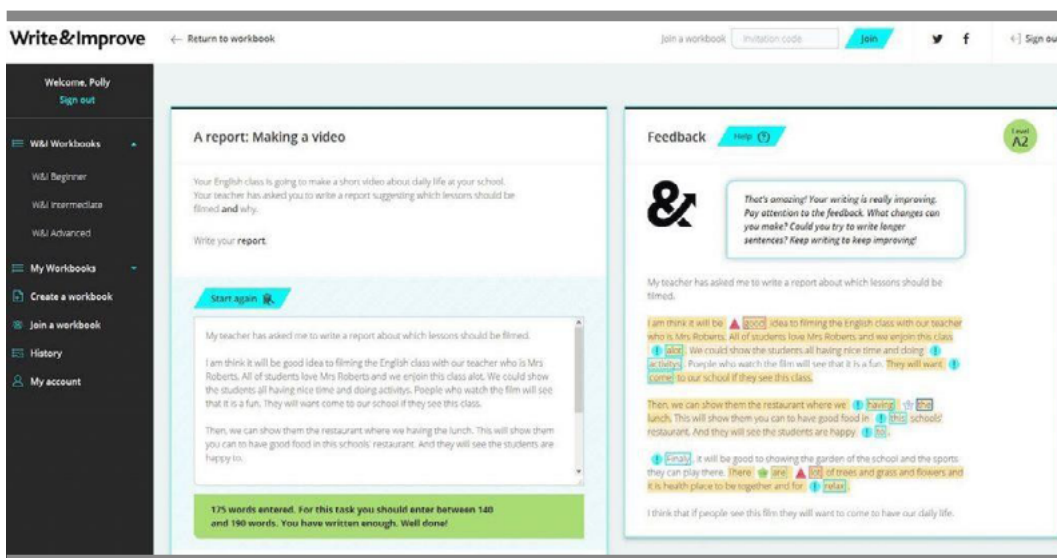 Write&Improve
← Return to workbook
Join a workbook
Invitation code
Join
Sign ou
Welcome, Polly
Sign out
W&I Workbooks
W&I Beginner
W&I Intermediate
W&I Advanced
My Workbooks
Create a workbook
Join a workbook
History
My account
A report: Making a video
Your English class is going to make a short video about daily life at your school.
Your teacher has asked you to write a report suggesting which lessons should be
filmed and why.
Write your report.
Start again
My teacher has asked me to write a report about which lessons should be filmed.
I am think it will be good idea to filming the English class with our teacher who is Mrs
Roberts. All of students love Mrs Roberts and we enjoin this class alot. We could show
the students all having nice time and doing activitys. Poeple who watch the film will see
that it is a fun. They will want come to our school if they see this class.
Then, we can show them the restaurant where we having the lunch. This will show them
you can to have good food in this schools' restaurant. And they will see the students are
happy to.
175 words entered. For this task you should enter between 140
and 190 words. You have written enough. Well done!
Feedback
Help
Level
A2
&
That's amazing! Your writing is really improving.
Pay attention to the feedback. What changes can
you make? Could you try to write longer
sentences? Keep writing to keep improving!
My teacher has asked me to write a report about which lessons should be
filmed.
I am think it will be good idea to filming the English class with our teacher
who is Mrs Roberts. All of students love Mrs Roberts and we enjoin this class
alot. We could show the students all having nice time and doing
activitys. Poeple who watch the film will see that it is a fun. They will want
come to our school if they see this class.
Then, we can show them the restaurant where we having the
lunch. This will show them you can to have good food in this schools'
restaurant. And they will see the students are happy to.
Finaly, it will be good to showing the garden of the school and the sports
they can play there. There are lot of trees and grass and flowers and
it is health place to be together and for relax.
I think that if people see this film they will want to come to have our daily life.